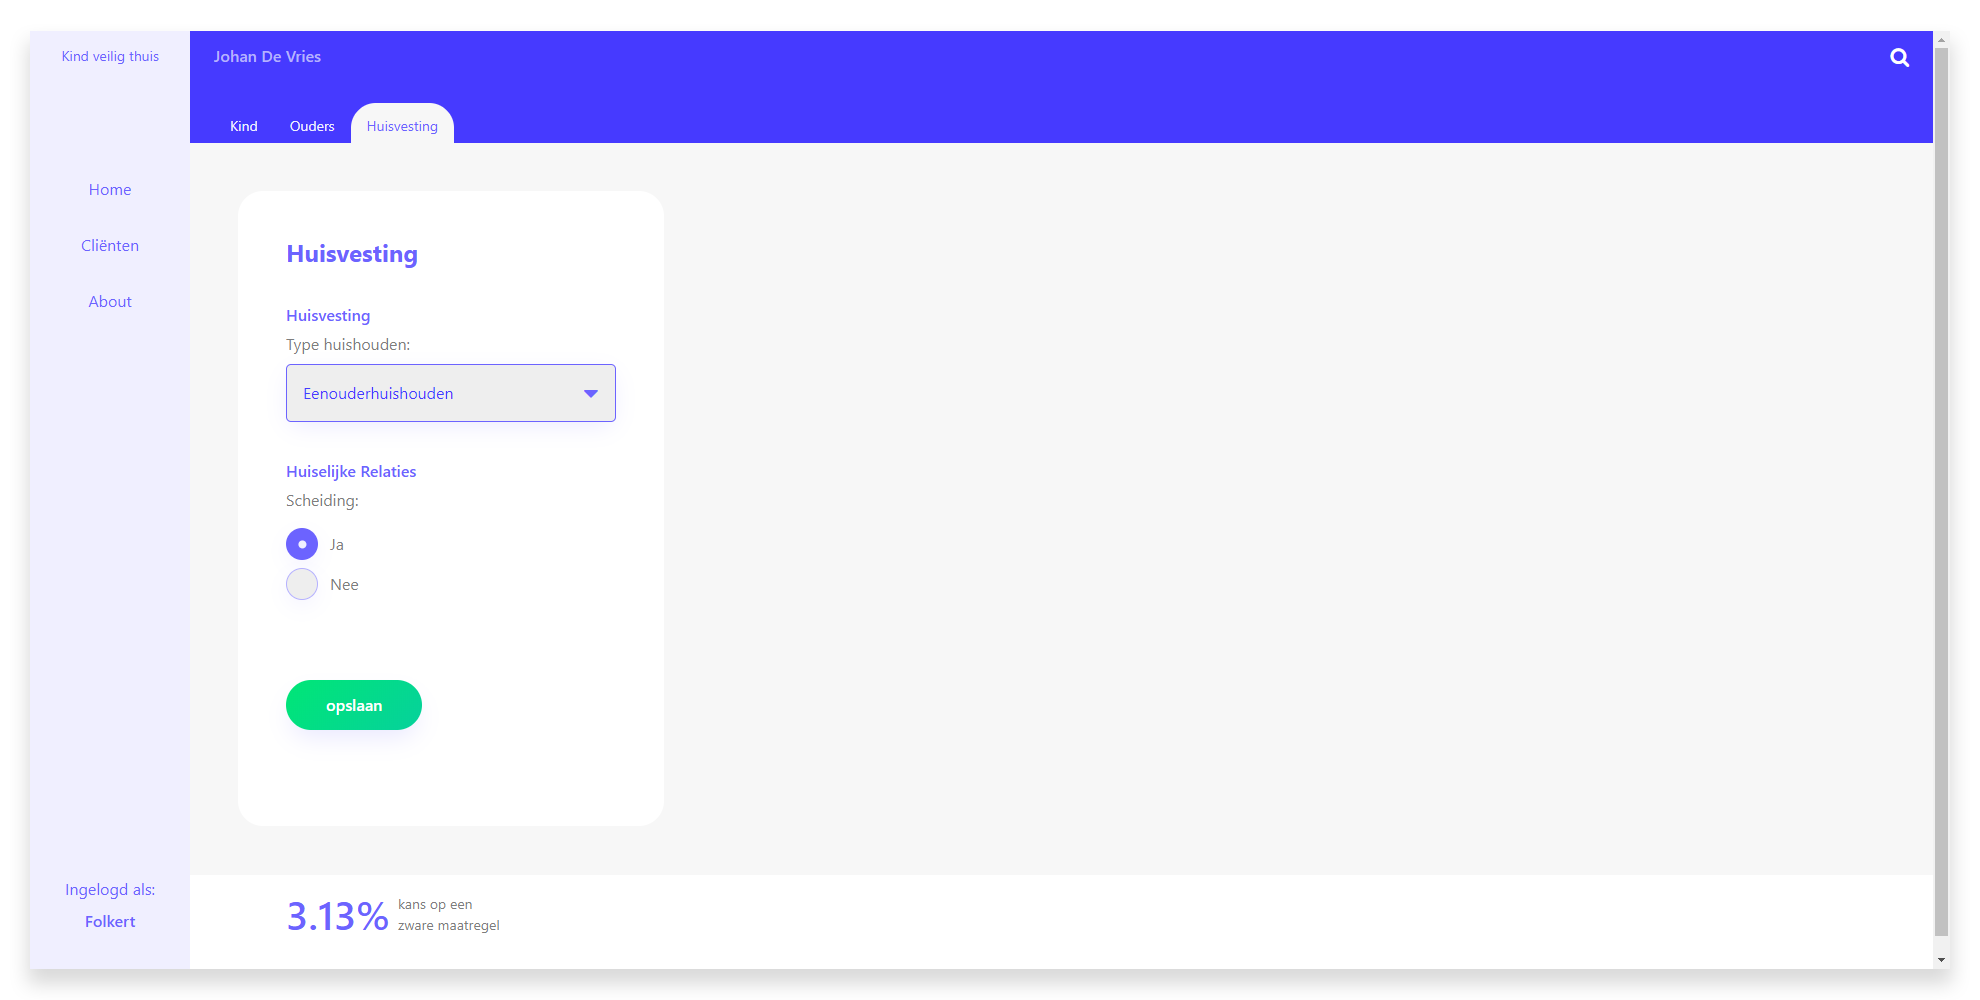 Kind veilig thuis
Johan De Vries
Kind
Ouders
Huisvesting
Home
Cliënten
About
Huisvesting
Huisvesting
Type huishouden:
Eenouderhuishouden
Huiselijke Relaties
Scheiding:
Ja
Nee
opslaan
Ingelogd als:
Folkert
3.13%
kans op een
zware maatregel